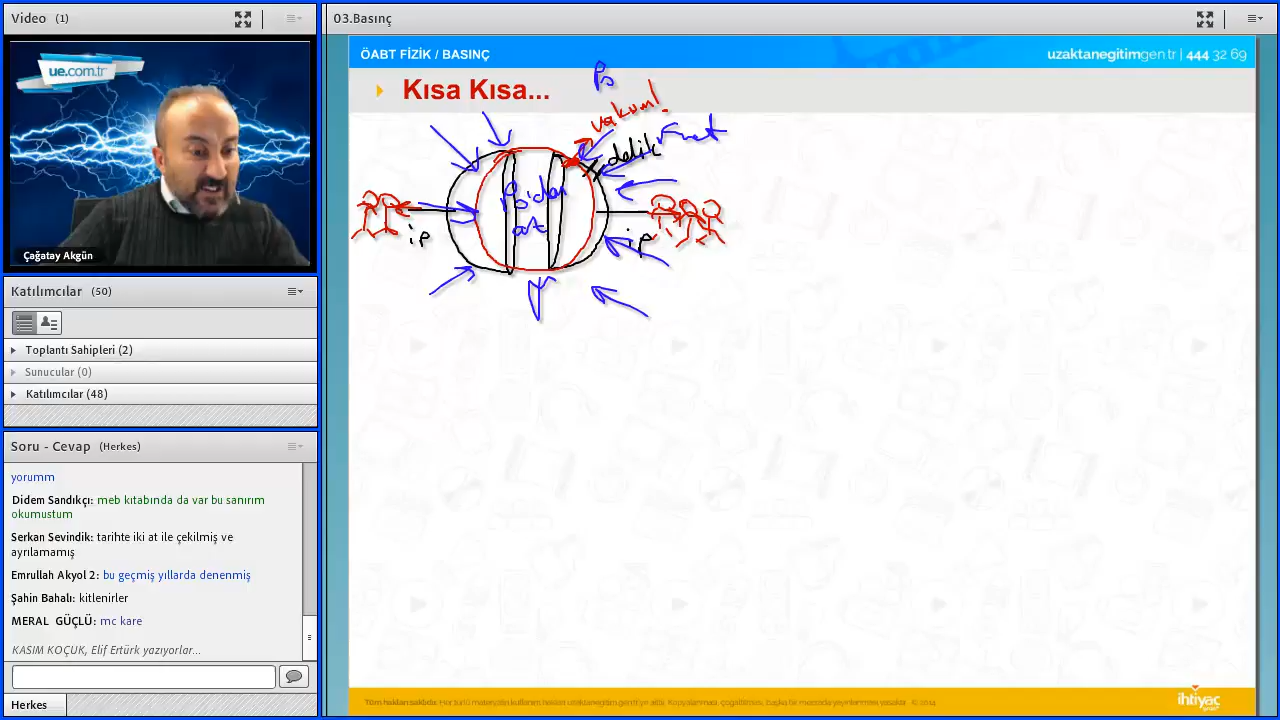 Video (1)
03.Basınç
ue.com.tr
Çağatay Akgün
ÖABT FİZİK / BASINÇ
uzaktanegitimgen tr | 444 32 69
Kısa Kısa...
P0
vakum!
Fnet
delik
P0'dan
az
ip
ip
Katılımcılar (50)
Toplantı Sahipleri (2)
Sunucular (0)
Katılımcılar (48)
Soru - Cevap (Herkes)
yorumm
Didem Sandıkçı: meb kıtabında da var bu sanırım
okumustum
Serkan Sevindik: tarihte iki at ile çekilmiş ve
ayrılamamış
Emrullah Akyol 2: bu geçmiş yıllarda denenmiş
Şahin Bahalı: kitlenirler
MERAL GÜÇLÜ: mc kare
KASIM KOÇUK, Elif Ertürk yazıyorlar...
Herkes
ihtiyaç